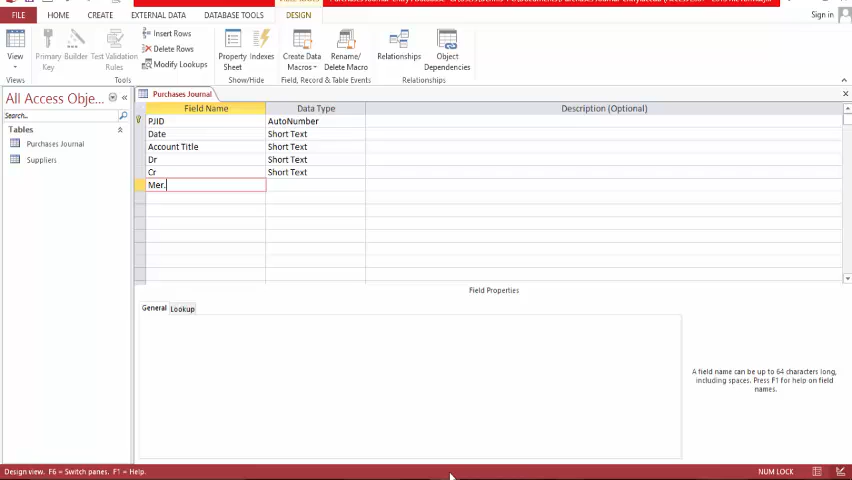 FILE HOME CREATE EXTERNAL DATA DATABASE TOOLS DESIGN Sign in
View
Views
Primary Key
Builder
Test Validation Rules
Insert Rows
Delete Rows
Modify Lookups
Tools
Property Sheet
Indexes
Show/Hide
Create Data Macros
Rename/ Delete Macro
Field, Record & Table Events
Relationships
Object Dependencies
Relationships
All Access Obje...
Search...
Tables
Purchases Journal
Suppliers
Purchases Journal
Field Name Data Type Description (Optional)
PJID AutoNumber
Date Short Text
Account Title Short Text
Dr Short Text
Cr Short Text
Mer.
Field Properties
General Lookup
A field name can be up to 64 characters long,
including spaces. Press F1 for help on field
names.
Design view. F6 = Switch panes. F1 = Help. NUM LOCK